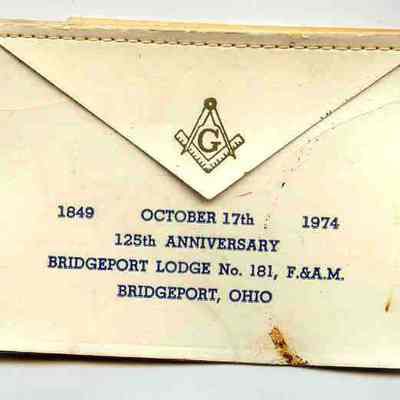 G
1849 OCTOBER 17th 1974
125th ANNIVERSARY
BRIDGEPORT LODGE No. 181, F.&A.M.
BRIDGEPORT, OHIO